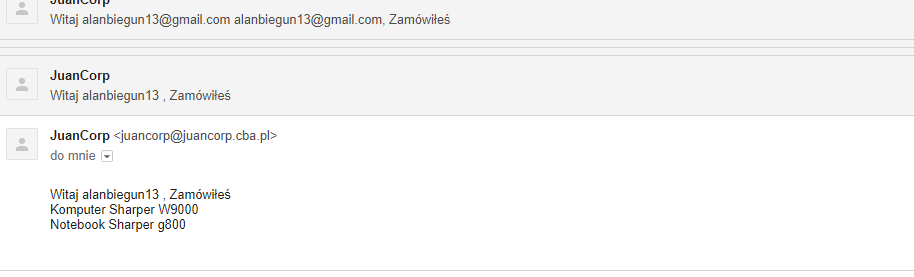 Witaj alanbiegun13@gmail.com alanbiegun13@gmail.com, Zamówiłeś
JuanCorp
Witaj alanbiegun13 , Zamówiłeś
JuanCorp <juancorp@juancorp.cba.pl>
do mnie
Witaj alanbiegun13 , Zamówiłeś
Komputer Sharper W9000
Notebook Sharper g800